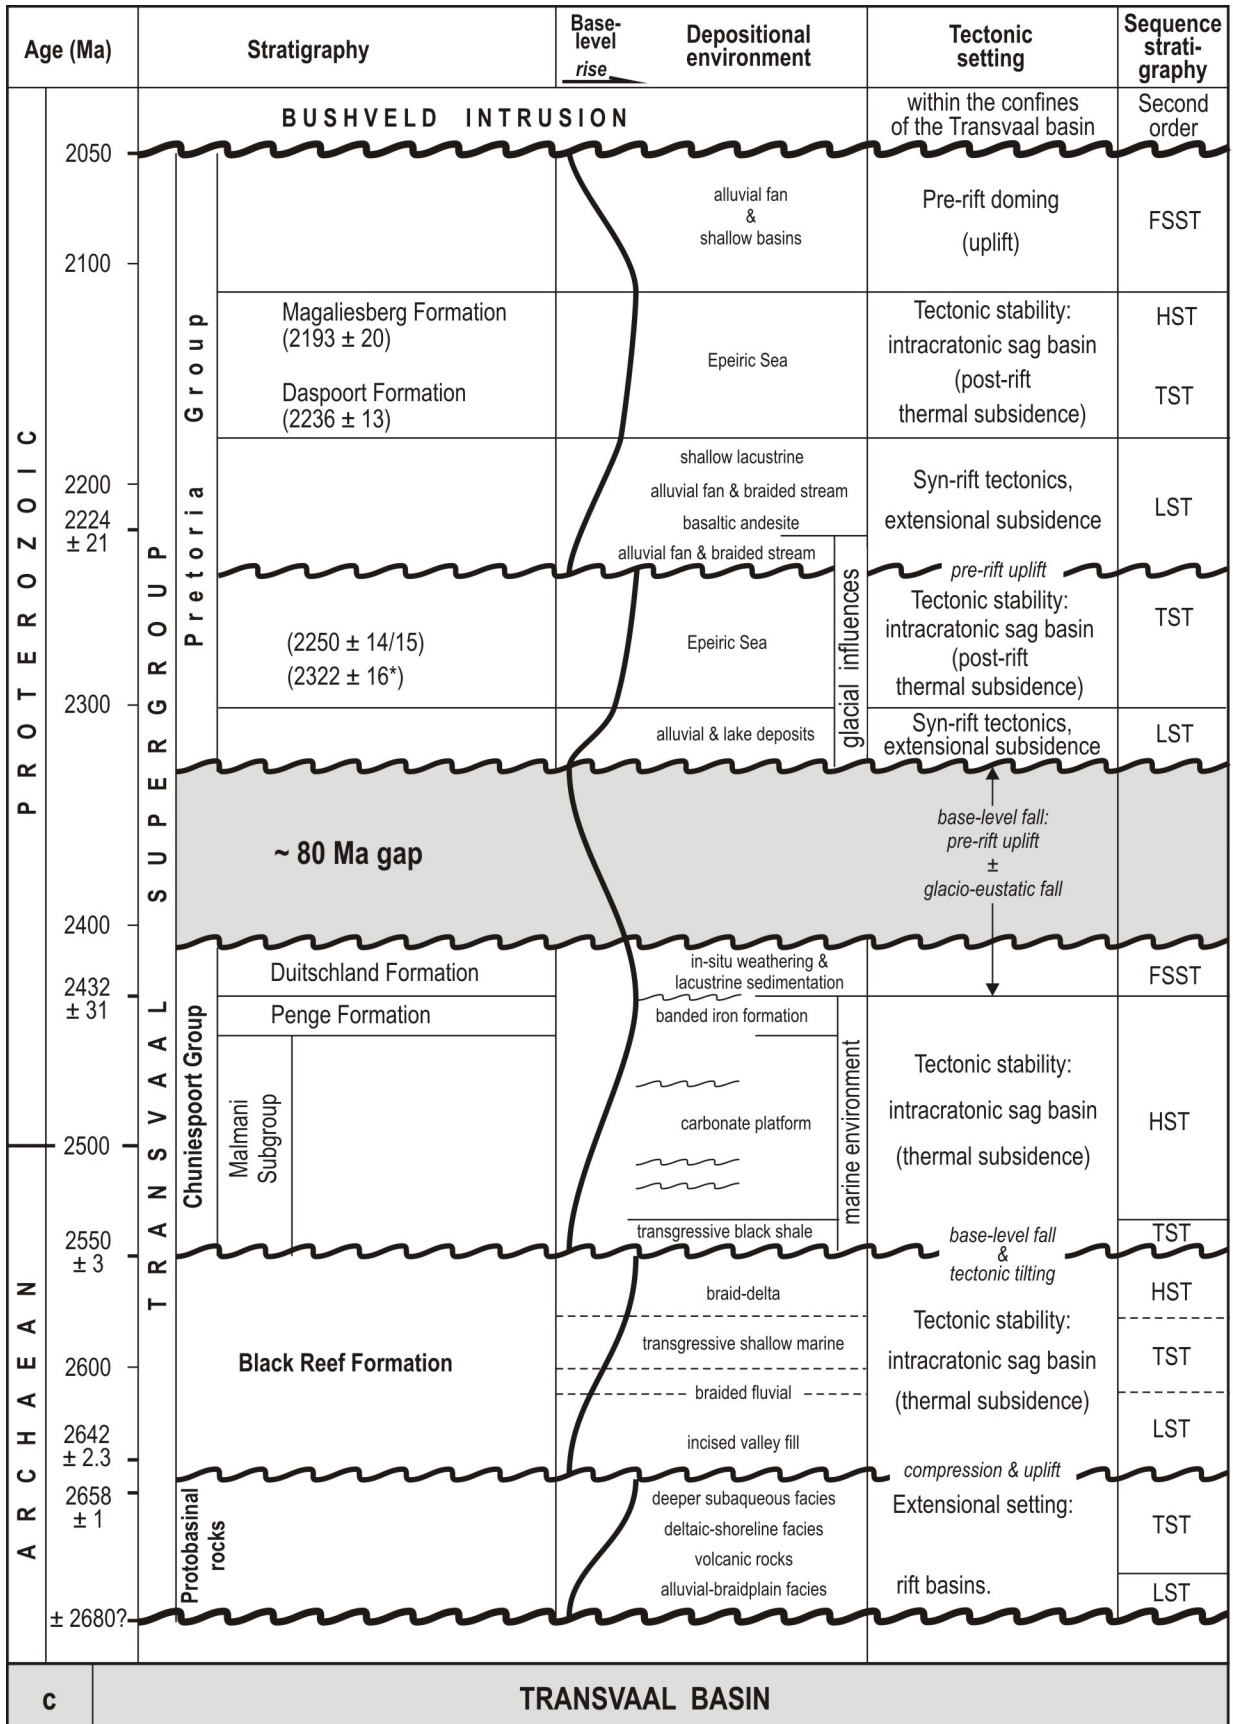 Age (Ma)
Stratigraphy
Base-
level
rise
Depositional
environment
Tectonic
setting
Sequence
strati-
graphy
BUSHVELD INTRUSION
within the confines
of the Transvaal basin
Second
order
2050
2100
2200
2224
± 21
2300
2400
2432
± 31
2500
2550
± 3
2600
2642
± 2.3
2658
± 1
± 2680?
PROTEROZOIC
ARCHAEAN
TRANSVAAL SUPERGROUP
Pretoria Group
Chuniespoort Group
Malmani
Subgroup
Protobasinal
rocks
alluvial fan
&
shallow basins
Pre-rift doming
(uplift)
FSST
Magaliesberg Formation
(2193 ± 20)
Daspoort Formation
(2236 ± 13)
Epeiric Sea
Tectonic stability:
intracratonic sag basin
(post-rift
thermal subsidence)
HST
TST
shallow lacustrine
alluvial fan & braided stream
basaltic andesite
alluvial fan & braided stream
Syn-rift tectonics,
extensional subsidence
LST
pre-rift uplift
(2250 ± 14/15)
(2322 ± 16*)
Epeiric Sea
glacial influences
Tectonic stability:
intracratonic sag basin
(post-rift
thermal subsidence)
TST
alluvial & lake deposits
Syn-rift tectonics,
extensional subsidence
LST
~ 80 Ma gap
base-level fall:
pre-rift uplift
±
glacio-eustatic fall
Duitschland Formation
in-situ weathering &
lacustrine sedimentation
FSST
Penge Formation
banded iron formation
carbonate platform
transgressive black shale
marine environment
Tectonic stability:
intracratonic sag basin
(thermal subsidence)
HST
TST
base-level fall
&
tectonic tilting
Black Reef Formation
braid-delta
transgressive shallow marine
braided fluvial
incised valley fill
Tectonic stability:
intracratonic sag basin
(thermal subsidence)
HST
TST
LST
compression & uplift
deeper subaqueous facies
deltaic-shoreline facies
volcanic rocks
alluvial-braidplain facies
Extensional setting:
rift basins.
TST
LST
c
TRANSVAAL BASIN